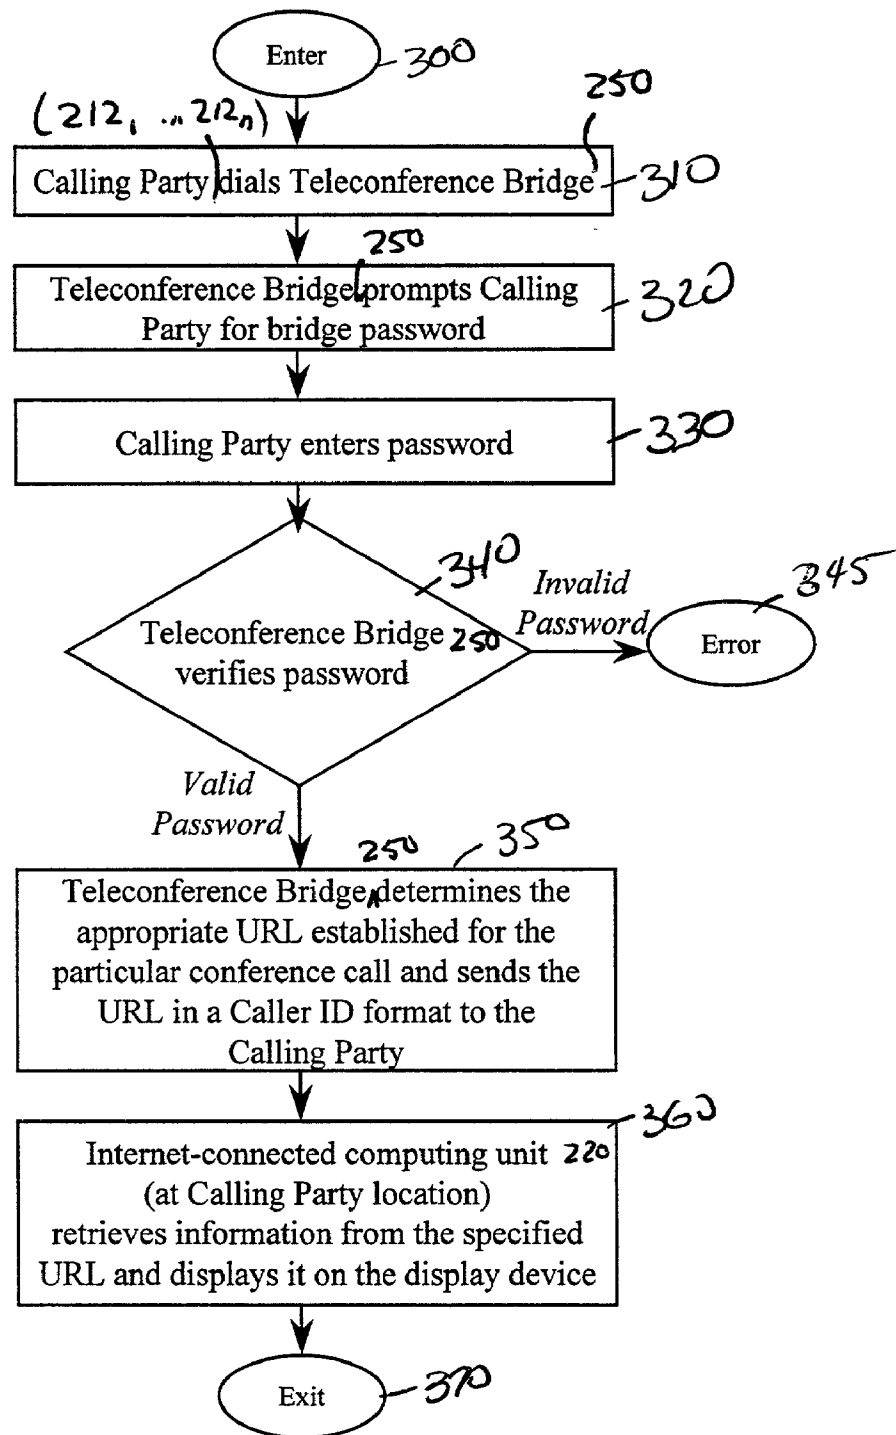 Enter
300
(212₁ ... 212ₙ)
250
Calling Party dials Teleconference Bridge
310
250
Teleconference Bridge prompts Calling
Party for bridge password
320
Calling Party enters password
330
340
Teleconference Bridge 250
verifies password
Invalid
Password
345
Error
Valid
Password
250
350
Teleconference Bridge determines the
appropriate URL established for the
particular conference call and sends the
URL in a Caller ID format to the
Calling Party
360
Internet-connected computing unit 220
(at Calling Party location)
retrieves information from the specified
URL and displays it on the display device
Exit
370